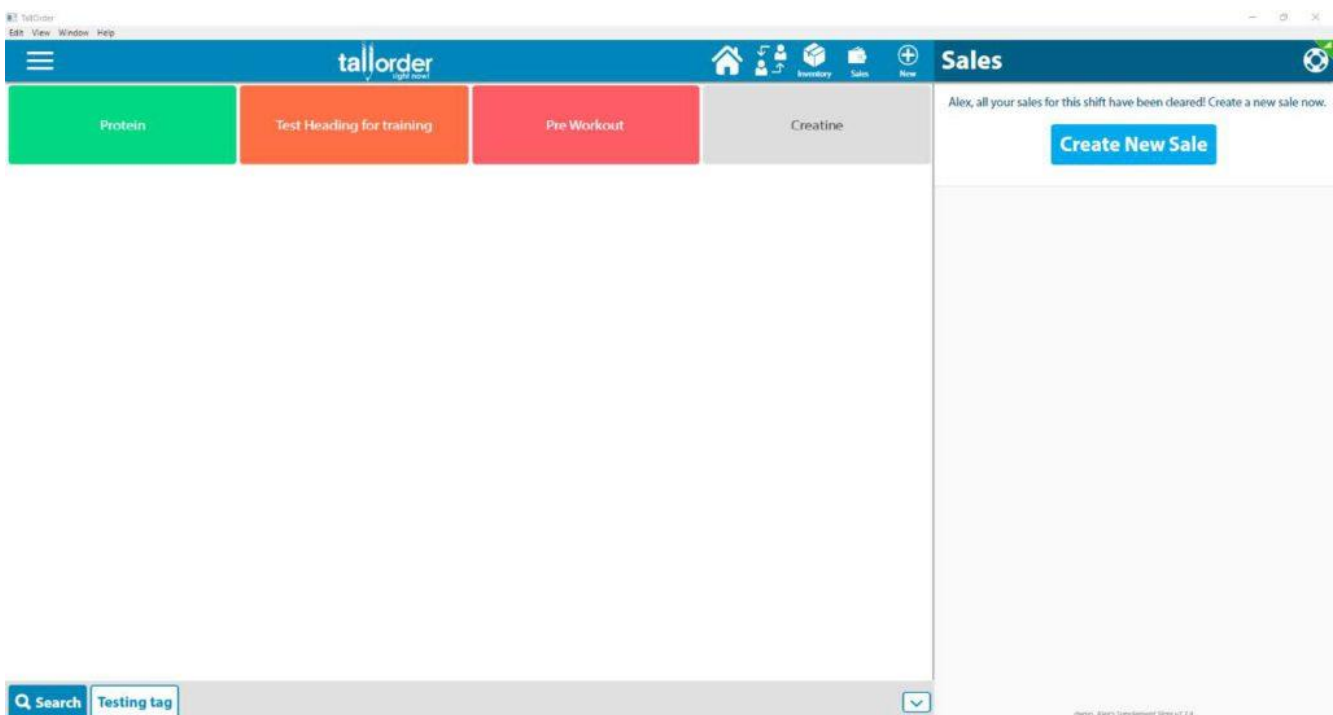 TallOrder
Edit View Window Help
tallorder
right now!
Inventory
Sales
New
Sales
Protein
Test Heading for training
Pre Workout
Creatine
Alex, all your sales for this shift have been cleared! Create a new sale now.
Create New Sale
Search
Testing tag